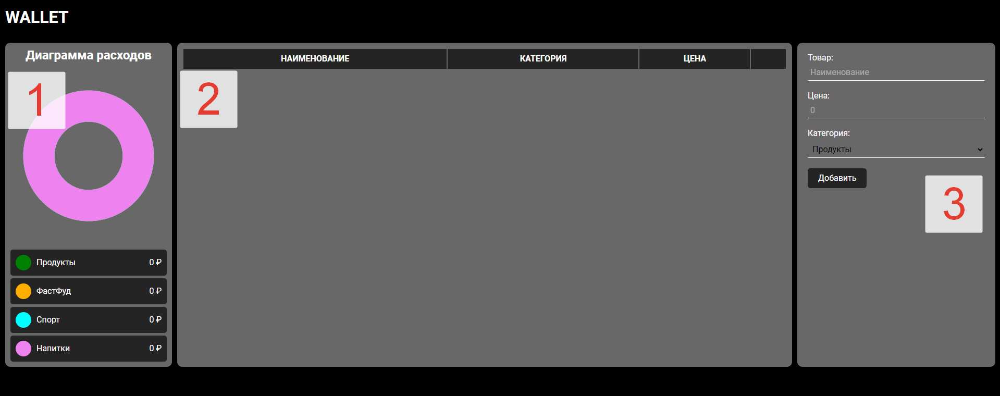 WALLET
Диаграмма расходов
1
Продукты 0 ₽
ФастФуд 0 ₽
Спорт 0 ₽
Напитки 0 ₽
НАИМЕНОВАНИЕ КАТЕГОРИЯ ЦЕНА
2
Товар:
Наименование
Цена:
0
Категория:
Продукты
Добавить
3